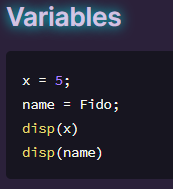 Variables
x = 5;
name = Fido;
disp(x)
disp(name)